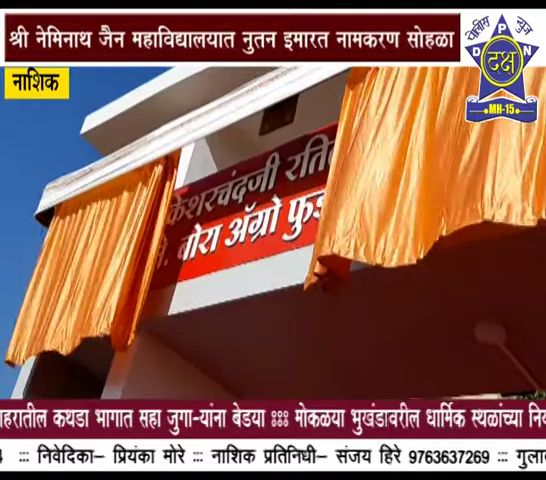 श्री नेमिनाथ जैन महाविद्यालयात नुतन इमारत नामकरण सोहळा
पोलीस न्युज
D P N
दक्ष
MH-15
नाशिक
केशरचंदजी
बोरा ॲग्रो
कथडा भागात सहा जुगा-यांना बेडया ःःः मोकळया भुखंडावरील धार्मिक स्थळांच्या
ःःः निवेदिका– प्रियंका मोरे ःःः नाशिक प्रतिनिधी– संजय हिरे 9763637269 ःःः